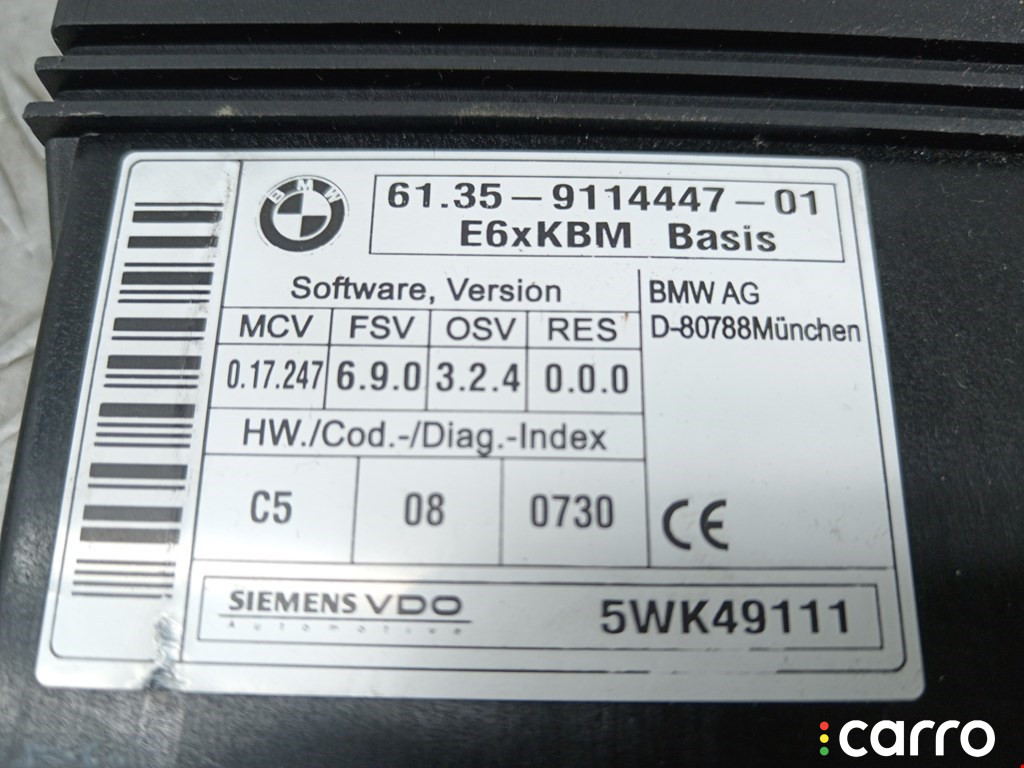 BMW
61.35-9114447-01
E6xKBM Basis
Software, Version
BMW AG
D-80788München
MCV FSV OSV RES
0.17.247 6.9.0 3.2.4 0.0.0
HW./Cod.-/Diag.-Index
C5 08 0730
CE
SIEMENS VDO
Automotive
5WK49111
carro